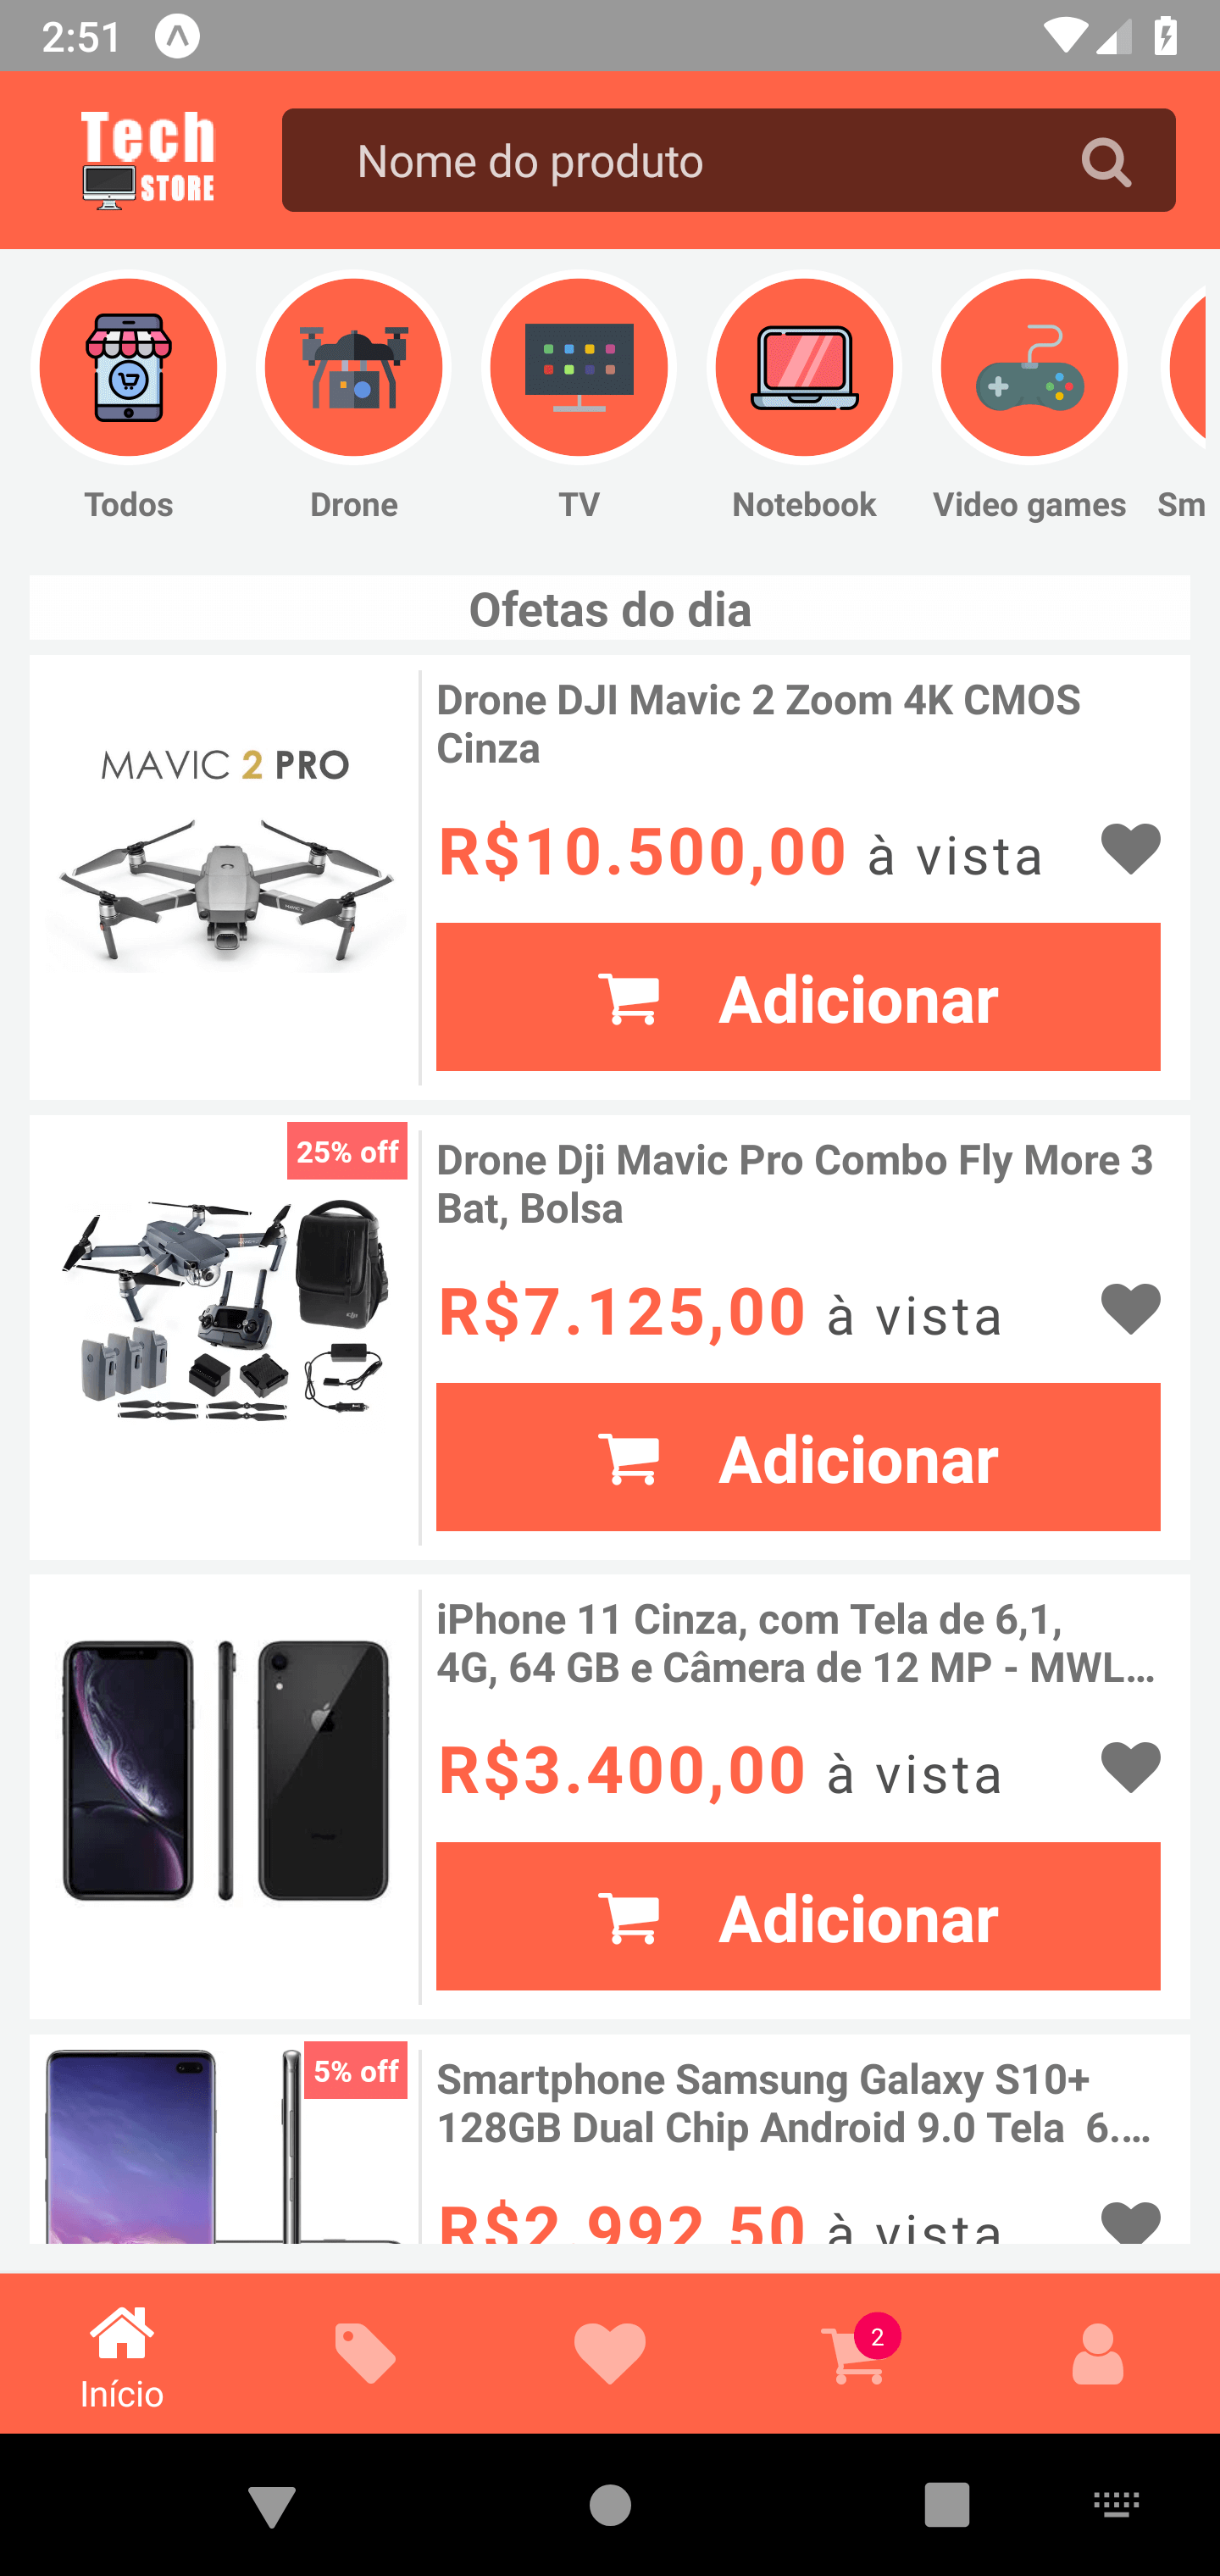 2:51
Tech
STORE
Nome do produto
Todos
Drone
TV
Notebook
Video games
Sm
Ofetas do dia
MAVIC 2 PRO
Drone DJI Mavic 2 Zoom 4K CMOS
Cinza
R$10.500,00 à vista
Adicionar
25% off
Drone Dji Mavic Pro Combo Fly More 3
Bat, Bolsa
R$7.125,00 à vista
Adicionar
iPhone 11 Cinza, com Tela de 6,1,
4G, 64 GB e Câmera de 12 MP - MWL...
R$3.400,00 à vista
Adicionar
5% off
Smartphone Samsung Galaxy S10+
128GB Dual Chip Android 9.0 Tela  6....
R$2.992,50 à vista
Início
2